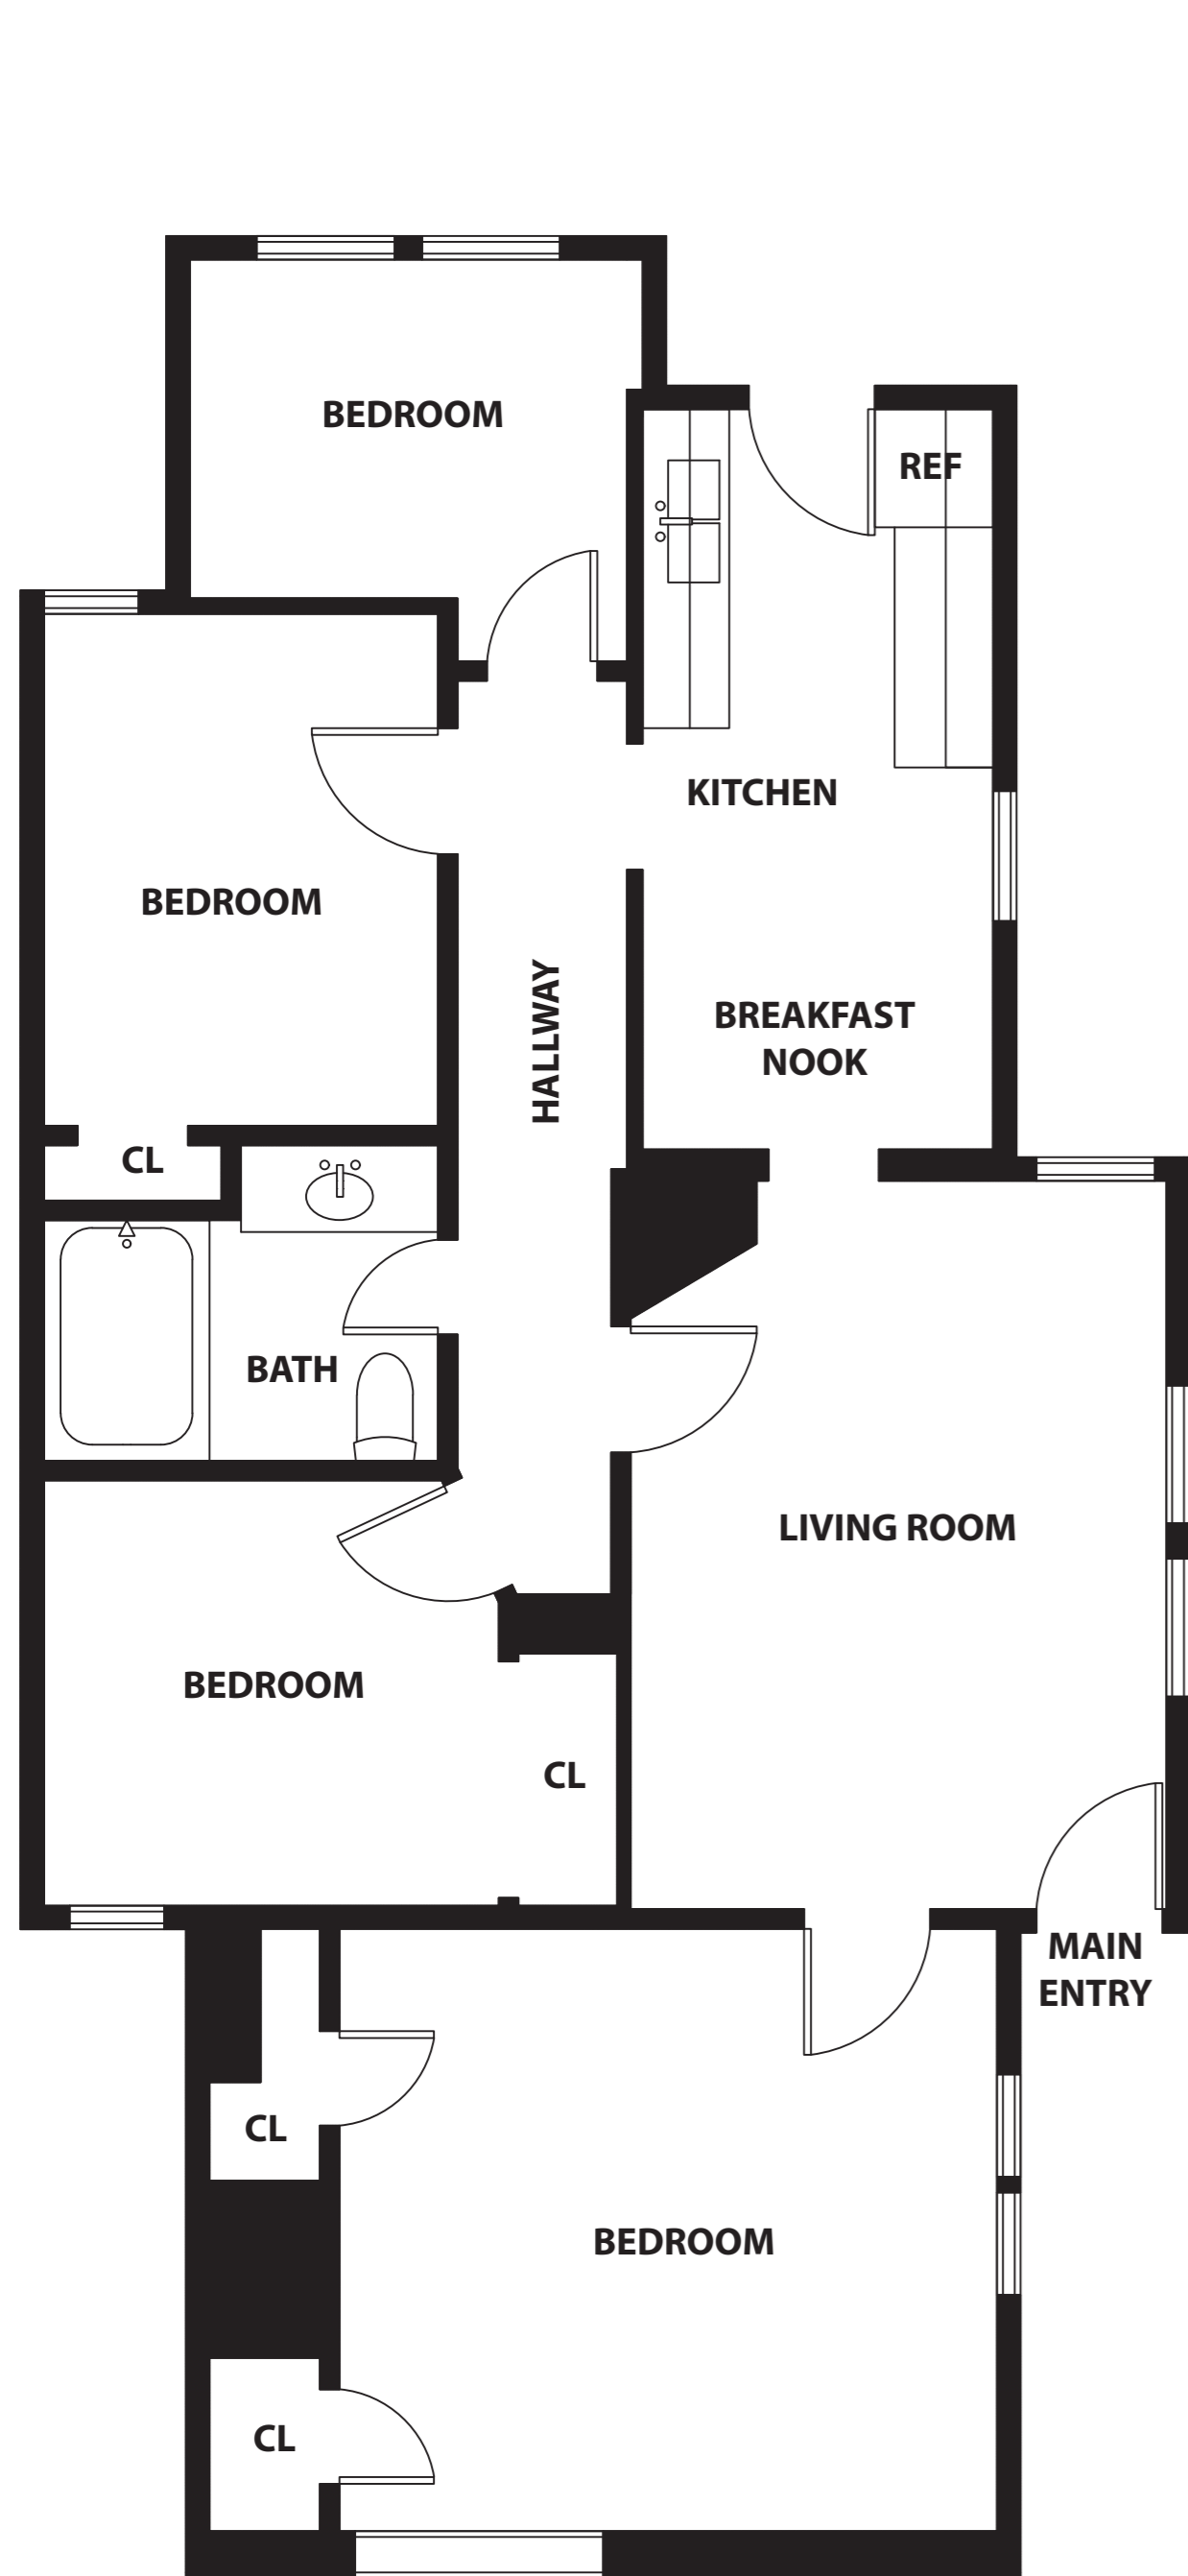 BEDROOM
REF
KITCHEN
BEDROOM
HALLWAY
BREAKFAST
NOOK
CL
BATH
LIVING ROOM
BEDROOM
CL
MAIN
ENTRY
CL
BEDROOM
CL